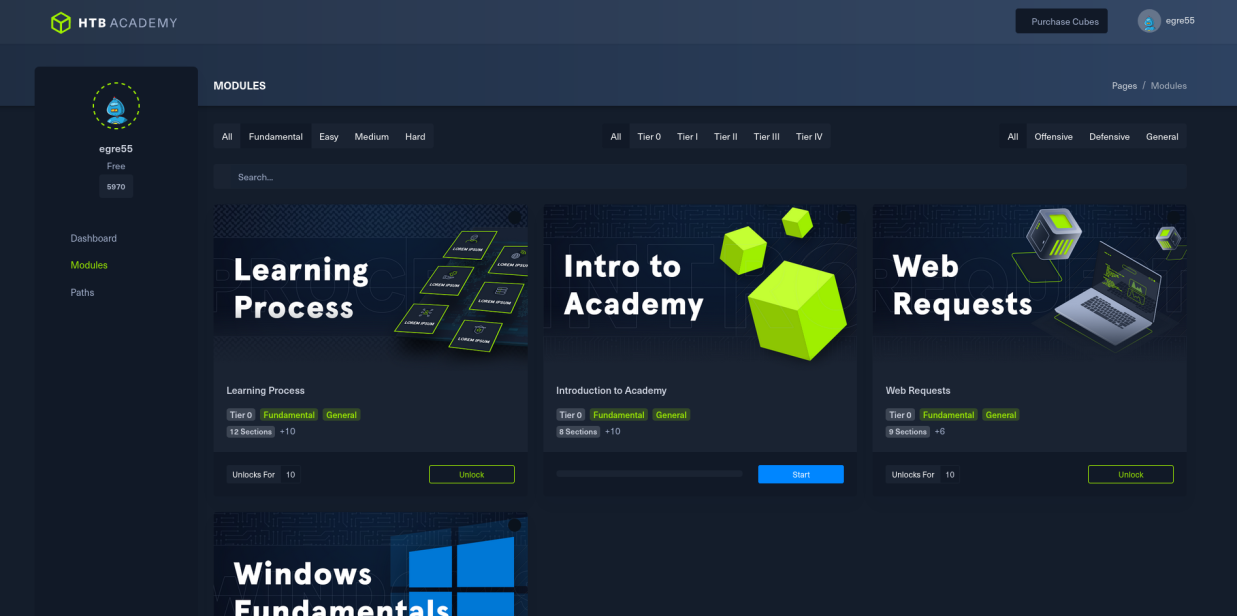 HTB ACADEMY
Purchase Cubes
egre55
MODULES
Pages / Modules
egre55
Free
5970
Dashboard
Modules
Paths
All Fundamental Easy Medium Hard
All Tier 0 Tier I Tier II Tier III Tier IV
All Offensive Defensive General
Search...
Learning
Process
LOREM IPSUM
LOREM IPSUM
LOREM IPSUM
LOREM IPSUM
LOREM IPSUM
LOREM IPSUM
Learning Process
Tier 0 Fundamental General
12 Sections +10
Unlocks For 10
Unlock
Intro to
Academy
Introduction to Academy
Tier 0 Fundamental General
8 Sections +10
Start
Web
Requests
Web Requests
Tier 0 Fundamental General
9 Sections +6
Unlocks For 10
Unlock
Windows
Fundamentals